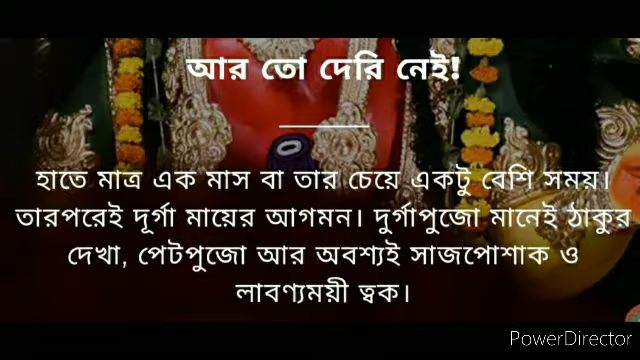 আর তো দেরি নেই!
হাতে মাত্র এক মাস বা তার চেয়ে একটু বেশি সময়।
তারপরেই দূর্গা মায়ের আগমন। দুর্গাপুজো মানেই ঠাকুর
দেখা, পেটপুজো আর অবশ্যই সাজপোশাক ও
লাবণ্যময়ী ত্বক।
PowerDirector